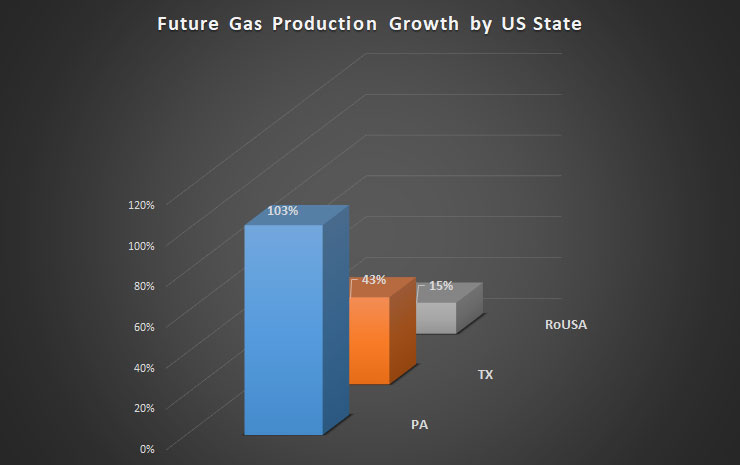 Future Gas Production Growth by US State
120%
100%
80%
60%
40%
20%
0%
103%
43%
15%
RoUSA
TX
PA